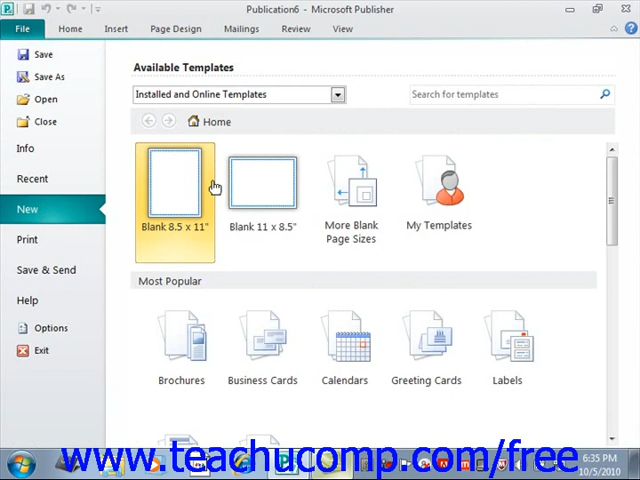 Publication6 - Microsoft Publisher
File Home Insert Page Design Mailings Review View
Save
Save As
Open
Close
Info
Recent
New
Print
Save & Send
Help
Options
Exit
Available Templates
Installed and Online Templates
Search for templates
Home
Blank 8.5 x 11"
Blank 11 x 8.5"
More Blank
Page Sizes
My Templates
Most Popular
Brochures
Business Cards
Calendars
Greeting Cards
Labels
www.teachucomp.com/free
6:35 PM
10/5/2010